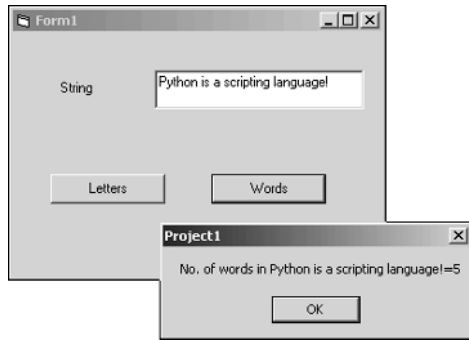 Form1
String
Python is a scripting language!
Letters
Words
Project1
No. of words in Python is a scripting language!=5
OK